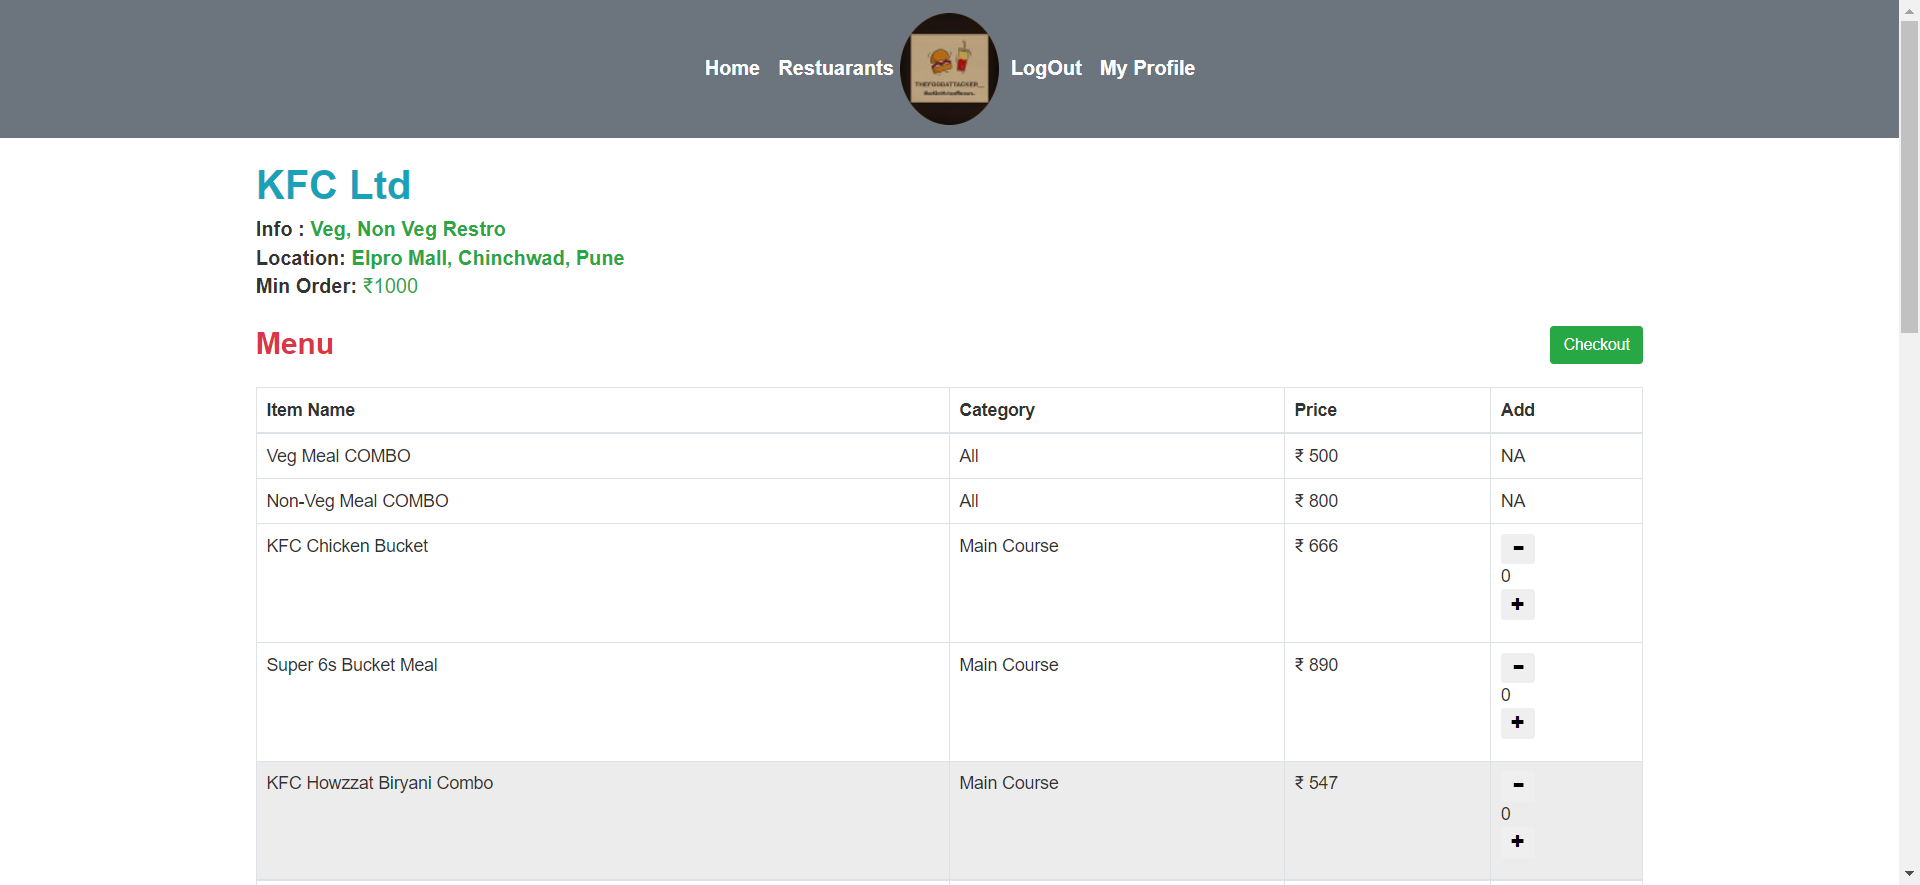 Home Restuarants LogOut My Profile
THEFOODATTACKER__
KFC Ltd
Info : Veg, Non Veg Restro
Location: Elpro Mall, Chinchwad, Pune
Min Order: ₹1000
Menu
Checkout
Item Name Category Price Add
Veg Meal COMBO All ₹ 500 NA
Non-Veg Meal COMBO All ₹ 800 NA
KFC Chicken Bucket Main Course ₹ 666 -
0
+
Super 6s Bucket Meal Main Course ₹ 890 -
0
+
KFC Howzzat Biryani Combo Main Course ₹ 547 -
0
+